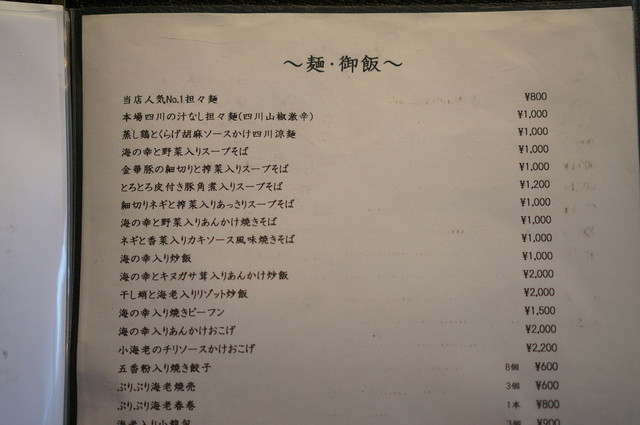 ～麺・御飯～
当店人気No.1担々麺 ¥800
本場四川の汁なし担々麺(四川山椒激辛) ¥1,000
蒸し鶏とくらげ胡麻ソースかけ四川涼麺 ¥1,000
海の幸と野菜入りスープそば ¥1,000
金華豚の細切りと搾菜入りスープそば ¥1,000
とろとろ皮付き豚角煮入りスープそば ¥1,200
細切りネギと搾菜入りあっさりスープそば ¥1,000
海の幸と野菜入りあんかけ焼きそば ¥1,000
ネギと香菜入りカキソース風味焼きそば ¥1,000
海の幸入り炒飯 ¥1,000
海の幸とキヌガサ茸入りあんかけ炒飯 ¥2,000
干し蛸と海老入りリゾット炒飯 ¥2,000
海の幸入り焼きビーフン ¥1,500
海の幸入りあんかけおこげ ¥2,000
小海老のチリソースかけおこげ ¥2,200
五香粉入り焼き餃子 8個 ¥600
ぷりぷり海老焼売 3個 ¥600
ぷりぷり海老春巻 1本 ¥800
海老入り小籠包 3個 ¥900